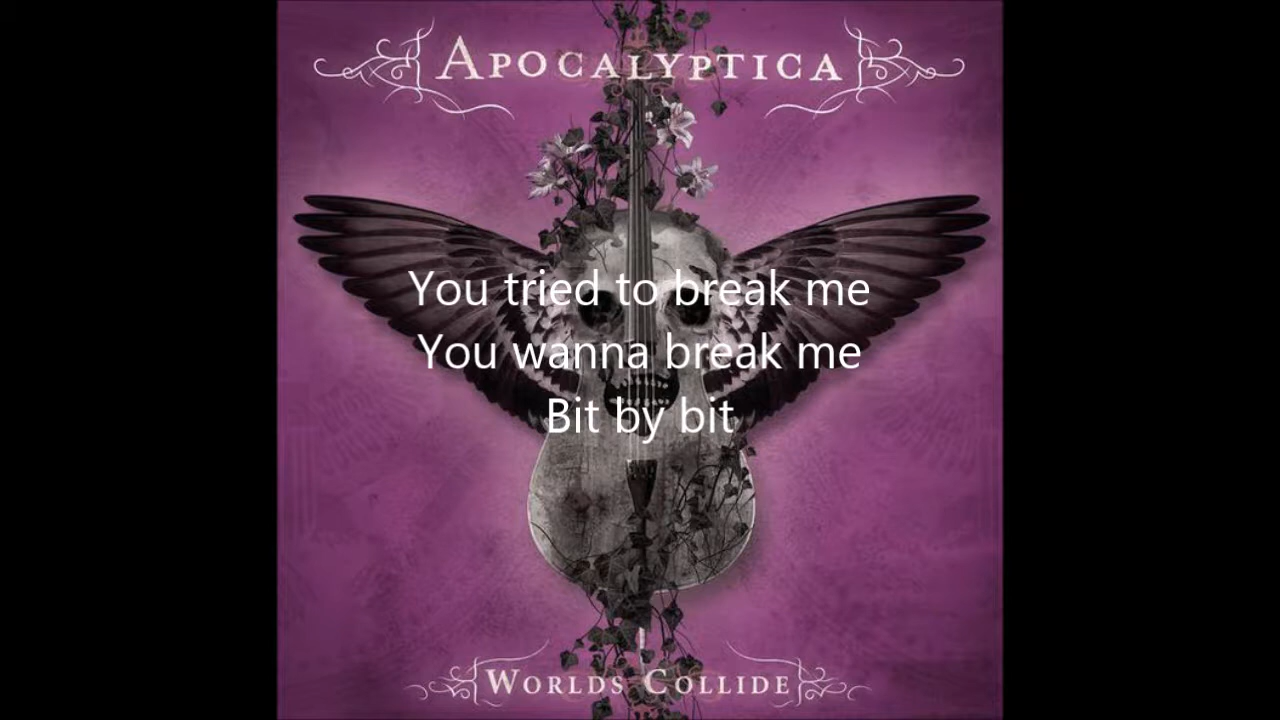 APOCALYPTICA
You tried to break me
You wanna break me
Bit by bit
WORLDS COLLIDE